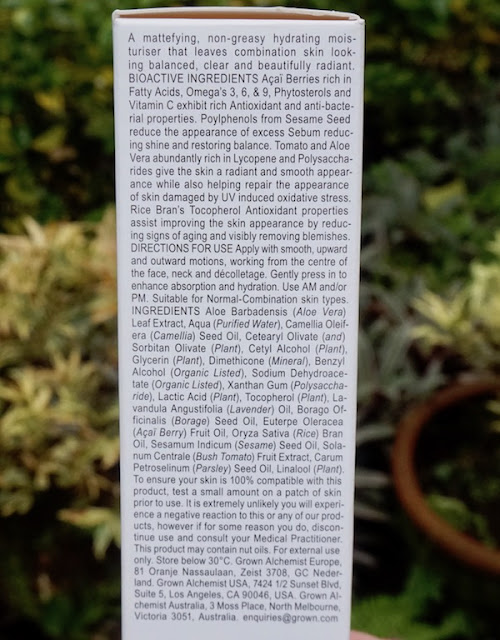 A mattefying, non-greasy hydrating mois-
turiser that leaves combination skin look-
ing balanced, clear and beautifully radiant.
BIOACTIVE INGREDIENTS Açaï Berries rich in
Fatty Acids, Omega's 3, 6, & 9, Phytosterols and
Vitamin C exhibit rich Antioxidant and anti-bacte-
rial properties. Poylphenols from Sesame Seed
reduce the appearance of excess Sebum reduc-
ing shine and restoring balance. Tomato and Aloe
Vera abundantly rich in Lycopene and Polysaccha-
rides give the skin a radiant and smooth appear-
ance while also helping repair the appearance
of skin damaged by UV induced oxidative stress.
Rice Bran's Tocopherol Antioxidant properties
assist improving the skin appearance by reduc-
ing signs of aging and visibly removing blemishes.
DIRECTIONS FOR USE Apply with smooth, upward
and outward motions, working from the centre of
the face, neck and décolletage. Gently press in to
enhance absorption and hydration. Use AM and/or
PM. Suitable for Normal-Combination skin types.
INGREDIENTS Aloe Barbadensis (Aloe Vera)
Leaf Extract, Aqua (Purified Water), Camellia Oleif-
era (Camellia) Seed Oil, Cetearyl Olivate (and)
Sorbitan Olivate (Plant), Cetyl Alcohol (Plant),
Glycerin (Plant), Dimethicone (Mineral), Benzyl
Alcohol (Organic Listed), Sodium Dehydroace-
tate (Organic Listed), Xanthan Gum (Polysaccha-
ride), Lactic Acid (Plant), Tocopherol (Plant), La-
vandula Angustifolia (Lavender) Oil, Borago Of-
ficinalis (Borage) Seed Oil, Euterpe Oleracea
(Açaï Berry) Fruit Oil, Oryza Sativa (Rice) Bran
Oil, Sesamum Indicum (Sesame) Seed Oil, Sola-
num Centrale (Bush Tomato) Fruit Extract, Carum
Petroselinum (Parsley) Seed Oil, Linalool (Plant).
To ensure your skin is 100% compatible with this
product, test a small amount on a patch of skin
prior to use. It is extremely unlikely you will experi-
ence a negative reaction to this or any of our prod-
ucts, however if for some reason you do, discon-
tinue use and consult your Medical Practitioner.
This product may contain nut oils. For external use
only. Store below 30°C. Grown Alchemist Europe,
81 Oranje Nassaulaan, Zeist 3708, GC Neder-
land. Grown Alchemist USA, 7424 1/2 Sunset Blvd,
Suite 5, Los Angeles, CA 90046, USA. Grown Al-
chemist Australia, 3 Moss Place, North Melbourne,
Victoria 3051, Australia. enquiries@grown.com